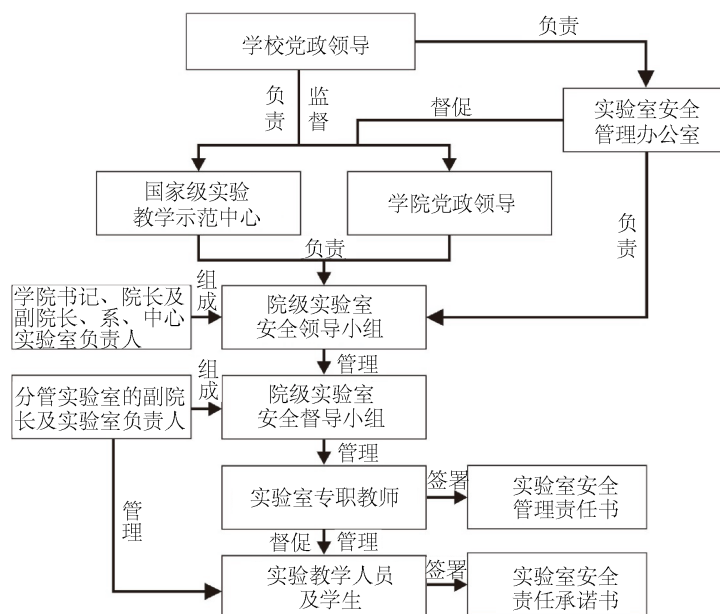 学校党政领导
负责
负责
监督
督促
实验室安全
管理办公室
国家级实验
教学示范中心
学院党政领导
负责
负责
学院书记、院长及
副院长、系、中心
实验室负责人
组成
院级实验室
安全领导小组
管理
分管实验室的副院
长及实验室负责人
组成
院级实验室
安全督导小组
管理
管理
实验室专职教师
签署
实验室安全
管理责任书
督促
管理
实验教学人员
及学生
签署
实验室安全
责任承诺书